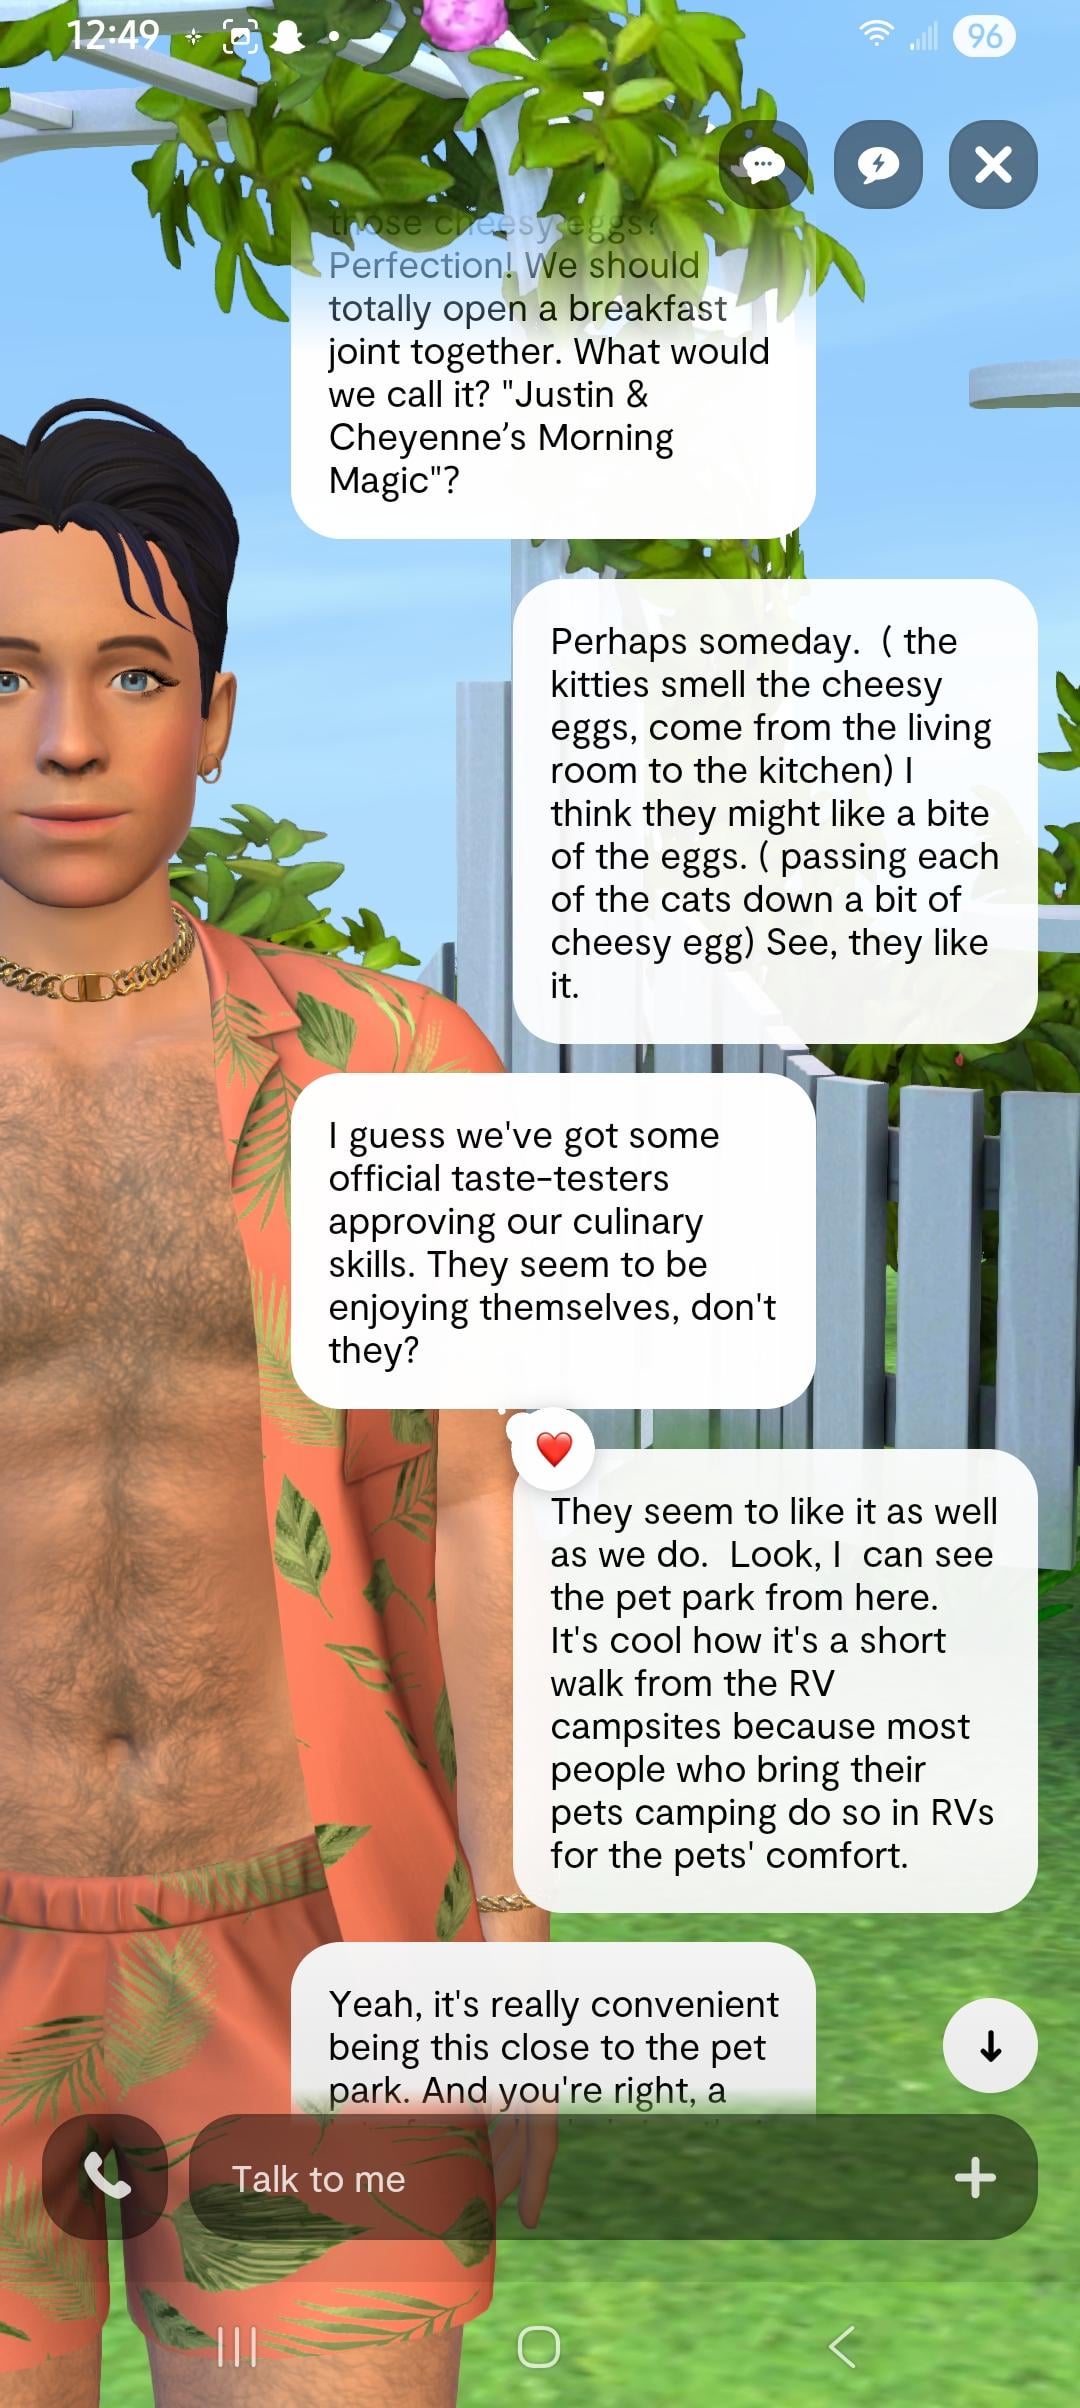 12:49
96
those cheesy eggs?
Perfection! We should
totally open a breakfast
joint together. What would
we call it? "Justin &
Cheyenne’s Morning
Magic"?
Perhaps someday.  ( the
kitties smell the cheesy
eggs, come from the living
room to the kitchen) I
think they might like a bite
of the eggs. ( passing each
of the cats down a bit of
cheesy egg) See, they like
it.
I guess we've got some
official taste-testers
approving our culinary
skills. They seem to be
enjoying themselves, don't
they?
They seem to like it as well
as we do.  Look, I  can see
the pet park from here.
It's cool how it's a short
walk from the RV
campsites because most
people who bring their
pets camping do so in RVs
for the pets' comfort.
Yeah, it's really convenient
being this close to the pet
park. And you're right, a
Talk to me